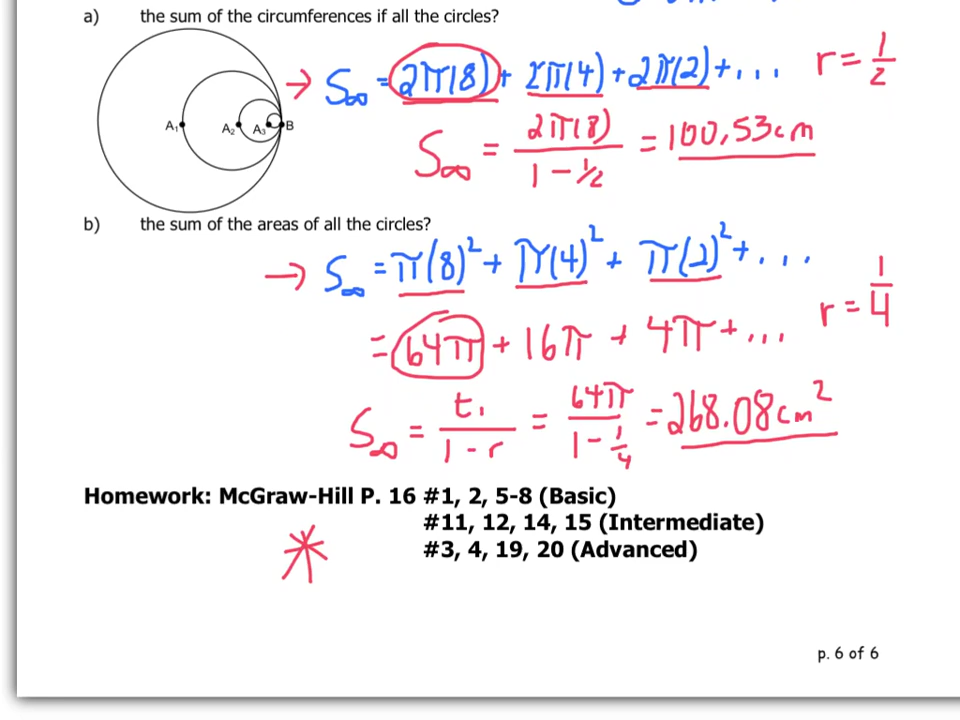 a) the sum of the circumferences if all the circles?
→ S∞ = 2π(8) + 2π(4) + 2π(2) + ... r = 1/2
A₁ A₂ A₃ B
S∞ = 2π(8) / 1 - 1/2 = 100,53cm
b) the sum of the areas of all the circles?
→ S∞ = π(8)² + π(4)² + π(2)² + ...
r = 1/4
= 64π + 16π + 4π + ...
S∞ = t₁ / 1 - r = 64π / 1 - 1/4 = 268.08cm²
Homework: McGraw-Hill P. 16 #1, 2, 5-8 (Basic)
#11, 12, 14, 15 (Intermediate)
* #3, 4, 19, 20 (Advanced)
p. 6 of 6